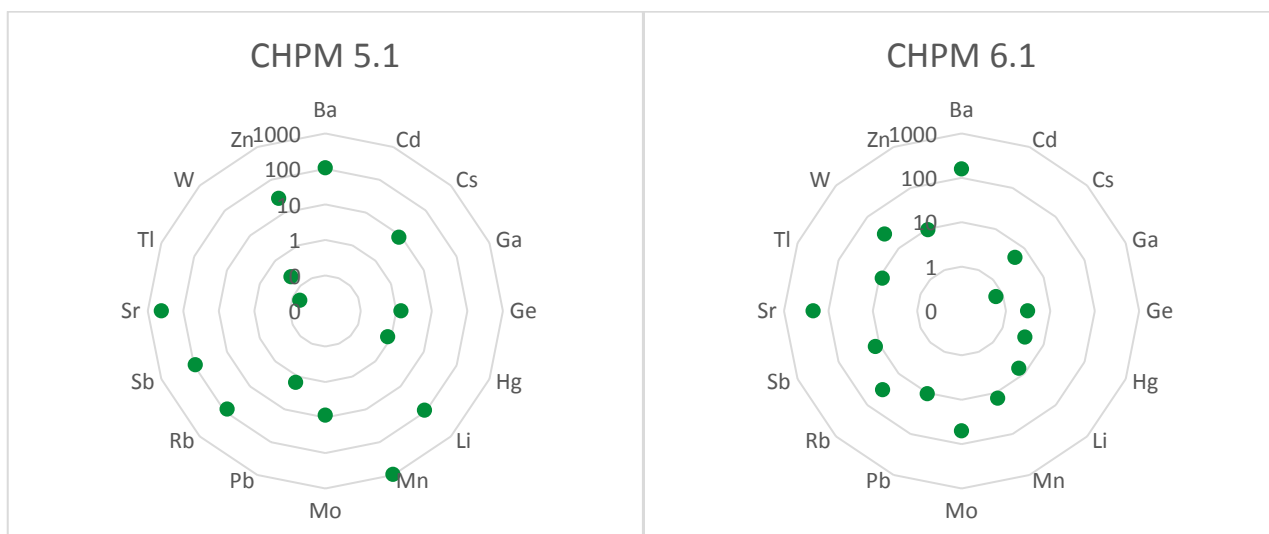 CHPM 5.1
Ba
Cd
Cs
Ga
Ge
Hg
Li
Mn
Mo
Pb
Rb
Sb
Sr
Tl
W
Zn
1000
100
10
1
0
0
CHPM 6.1
Ba
Cd
Cs
Ga
Ge
Hg
Li
Mn
Mo
Pb
Rb
Sb
Sr
Tl
W
Zn
1000
100
10
1
0